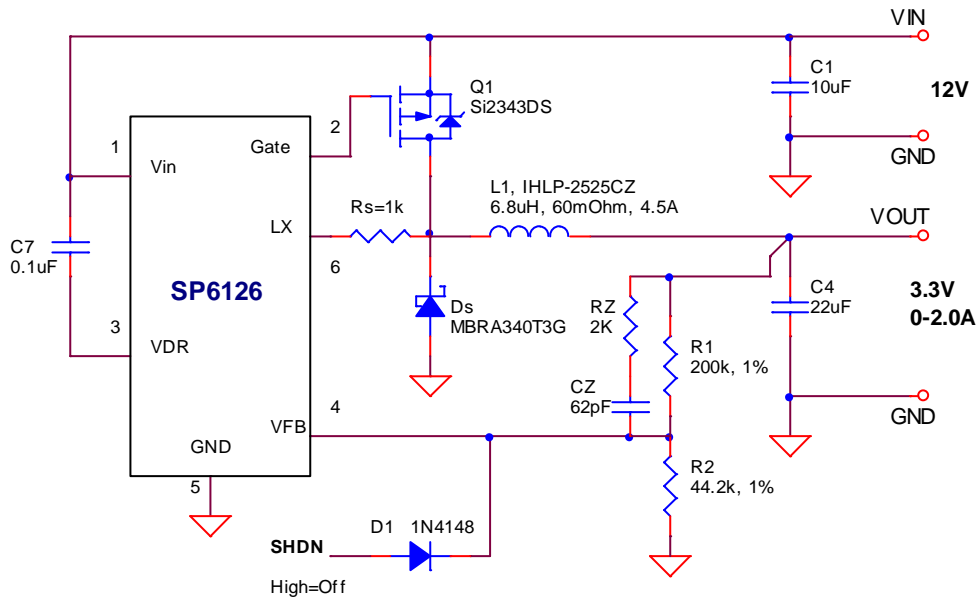 VIN
C1
10uF
12V
GND
Q1
Si2343DS
2
Gate
1
Vin
L1, IHLP-2525CZ
6.8uH, 60mOhm, 4.5A
Rs=1k
LX
6
VOUT
C7
0.1uF
SP6126
C4
22uF
3.3V
0-2.0A
Ds
MBRA340T3G
RZ
2K
R1
200k, 1%
3
VDR
CZ
62pF
4
VFB
GND
GND
5
R2
44.2k, 1%
D1 1N4148
SHDN
High=Off